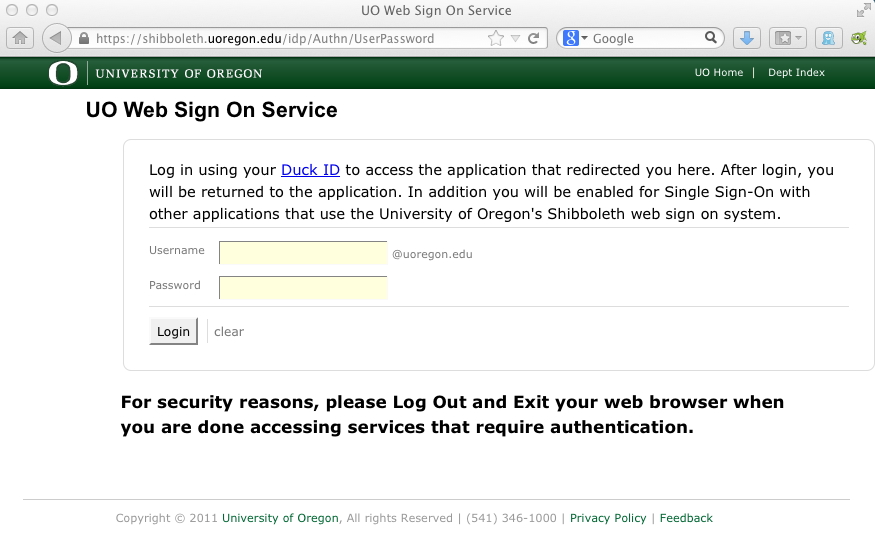 UO Web Sign On Service
https://shibboleth.uoregon.edu/idp/Authn/UserPassword
Google
O UNIVERSITY OF OREGON
UO Home | Dept Index
UO Web Sign On Service
Log in using your Duck ID to access the application that redirected you here. After login, you
will be returned to the application. In addition you will be enabled for Single Sign-On with
other applications that use the University of Oregon's Shibboleth web sign on system.
Username @uoregon.edu
Password
Login clear
For security reasons, please Log Out and Exit your web browser when
you are done accessing services that require authentication.
Copyright © 2011 University of Oregon, All rights Reserved | (541) 346-1000 | Privacy Policy | Feedback